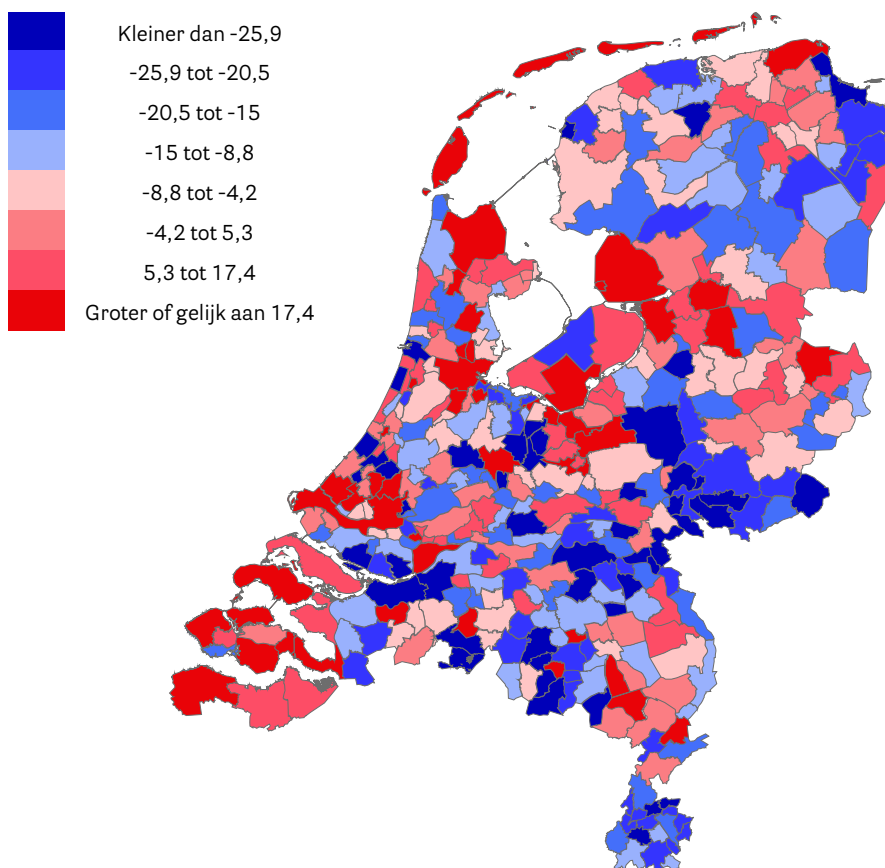 Kleiner dan -25,9
-25,9 tot -20,5
-20,5 tot -15
-15 tot -8,8
-8,8 tot -4,2
-4,2 tot 5,3
5,3 tot 17,4
Groter of gelijk aan 17,4